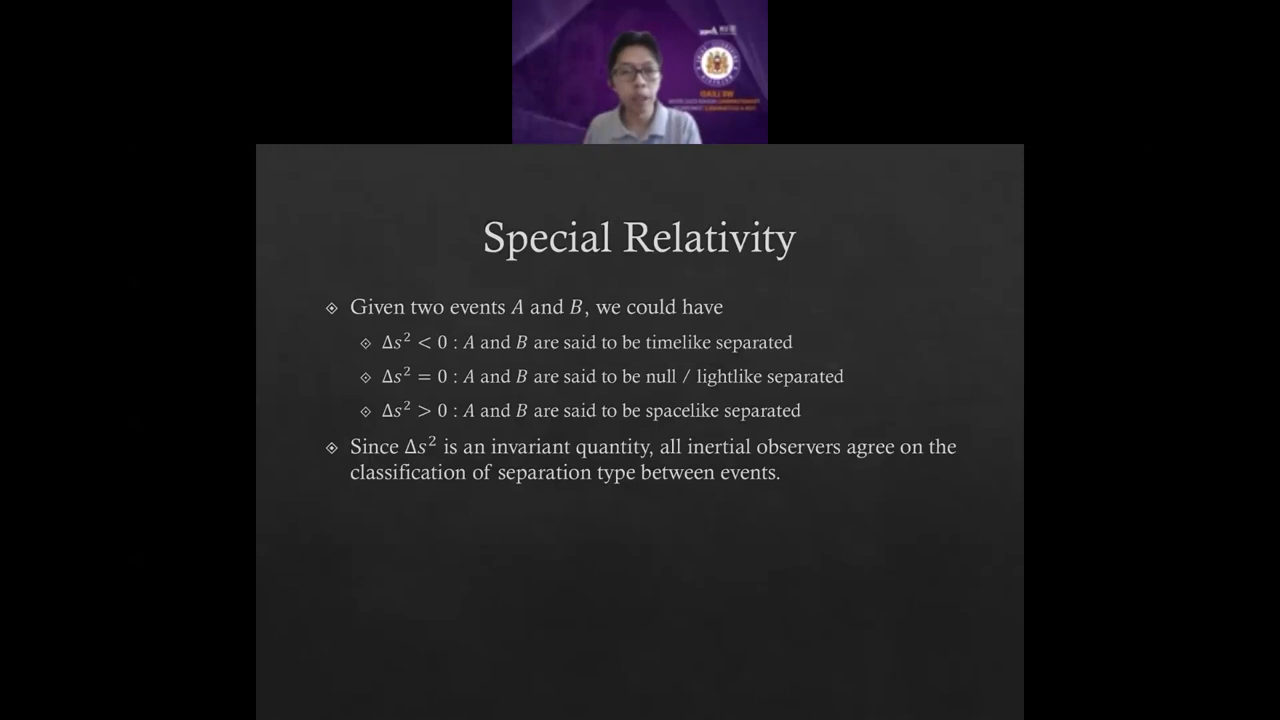 Special Relativity
Given two events A and B, we could have
Δs² < 0 : A and B are said to be timelike separated
Δs² = 0 : A and B are said to be null / lightlike separated
Δs² > 0 : A and B are said to be spacelike separated
Since Δs² is an invariant quantity, all inertial observers agree on the
classification of separation type between events.